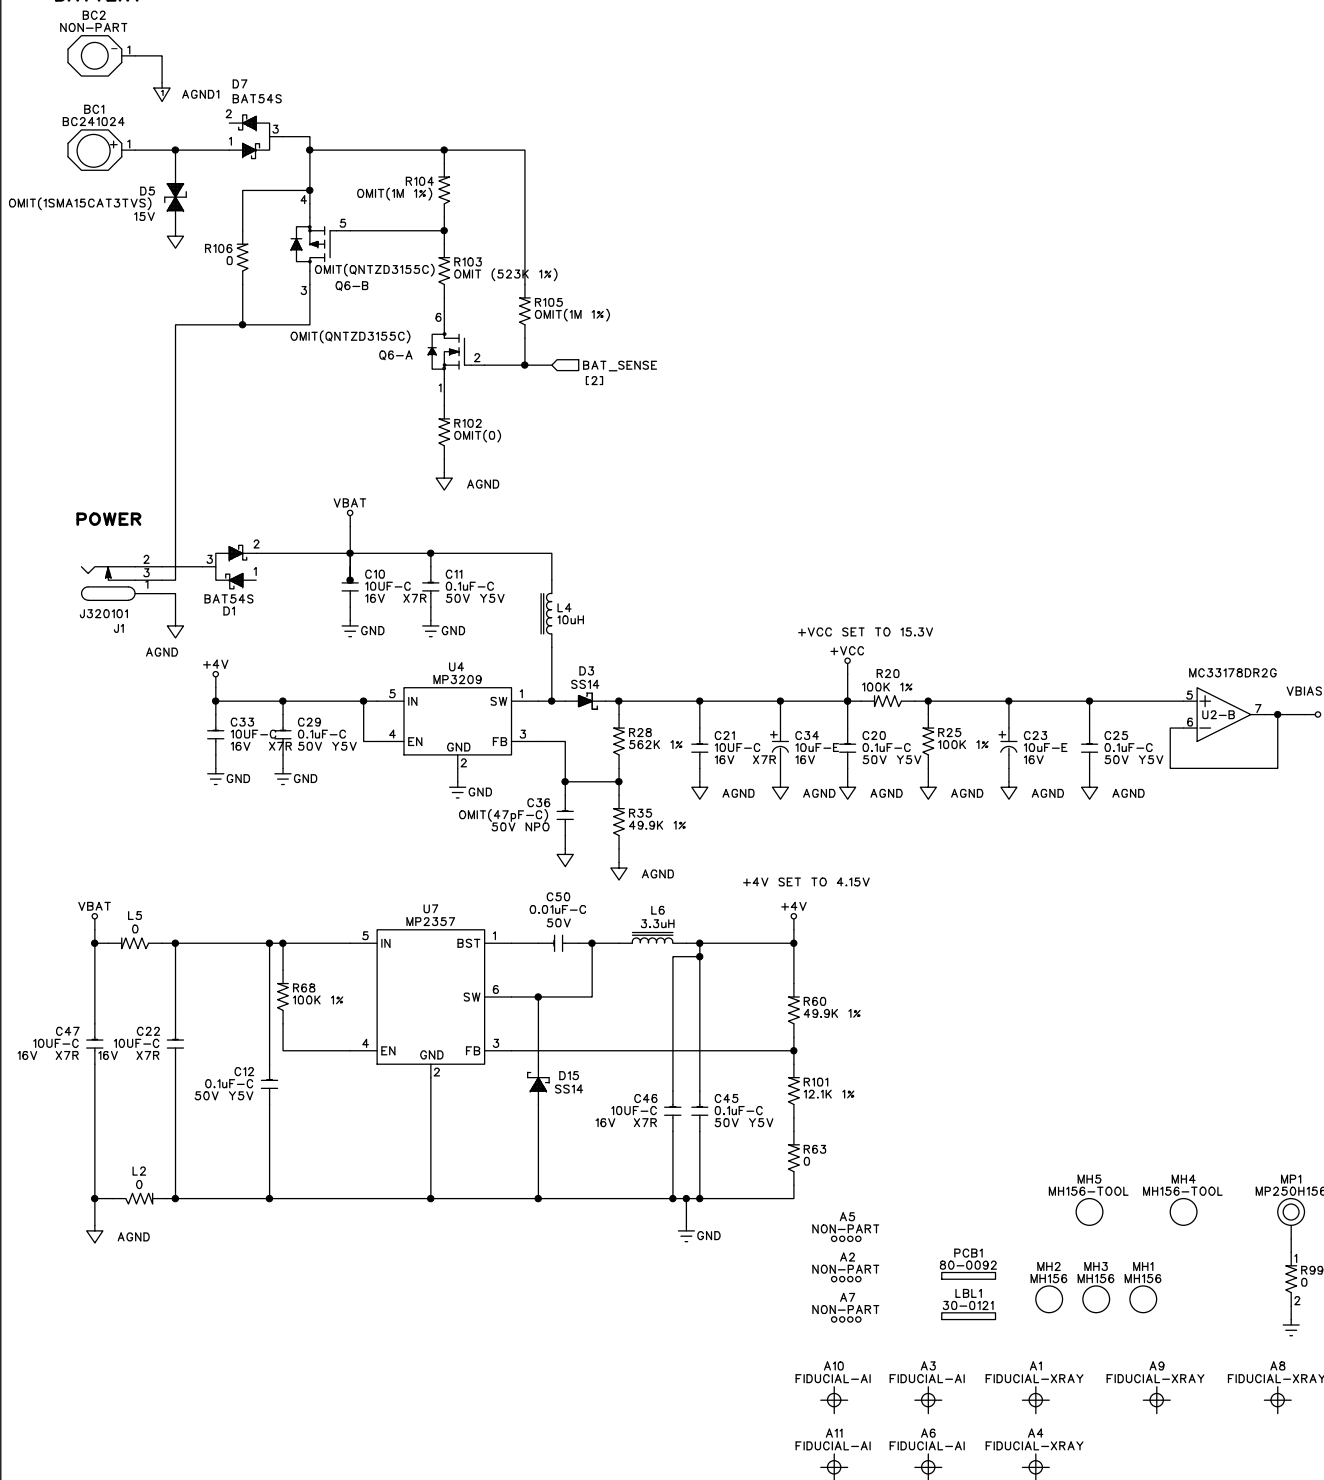 BC2
NON-PART
1
-
1
AGND1
D7
BAT54S
2
3
BC1
BC241024
1
+
1
D5
OMIT(1SMA15CAT3TVS)
15V
R104
OMIT(1M 1%)
4
5
R106
0
OMIT(QNTZD3155C)
Q6-B
3
R103
OMIT (523K 1%)
R105
OMIT(1M 1%)
6
OMIT(QNTZD3155C)
Q6-A
2
1
BAT_SENSE
[2]
R102
OMIT(0)
AGND
POWER
VBAT
2
3
1
3
2
1
J320101
J1
AGND
BAT54S
D1
C10
10UF-C
16V X7R
GND
C11
0.1uF-C
50V Y5V
GND
L4
10uH
+4V
C33
10UF-C
16V X7R
GND
C29
0.1uF-C
50V Y5V
GND
U4
MP3209
5
IN
SW
1
4
EN
FB
3
GND
2
GND
D3
SS14
C36
OMIT(47pF-C)
50V NPO
R28
562K 1%
R35
49.9K 1%
AGND
C21
10UF-C
16V X7R
AGND
+
C34
10uF-E
16V
AGND
+VCC SET TO 15.3V
+VCC
C20
0.1uF-C
50V Y5V
AGND
R20
100K 1%
R25
100K 1%
AGND
+
C23
10uF-E
16V
AGND
C25
0.1uF-C
50V Y5V
AGND
MC33178DR2G
5
+
6
-
U2-B
7
VBIAS
VBAT
L5
0
C47
10UF-C
16V X7R
C22
10UF-C
16V X7R
C12
0.1uF-C
50V Y5V
R68
100K 1%
L2
0
AGND
U7
MP2357
5
IN
BST
1
SW
6
4
EN
FB
3
GND
2
C50
0.01uF-C
50V
L6
3.3uH
D15
SS14
+4V SET TO 4.15V
+4V
R60
49.9K 1%
R101
12.1K 1%
R63
0
C46
10UF-C
16V X7R
C45
0.1uF-C
50V Y5V
GND
A5
NON-PART
A2
NON-PART
A7
NON-PART
PCB1
80-0092
LBL1
30-0121
MH5
MH156-TOOL
MH4
MH156-TOOL
MH2
MH156
MH3
MH156
MH1
MH156
MP1
MP250H156
1
R99
0
2
A10
FIDUCIAL-AI
A3
FIDUCIAL-AI
A1
FIDUCIAL-XRAY
A9
FIDUCIAL-XRAY
A8
FIDUCIAL-XRAY
A11
FIDUCIAL-AI
A6
FIDUCIAL-AI
A4
FIDUCIAL-XRAY